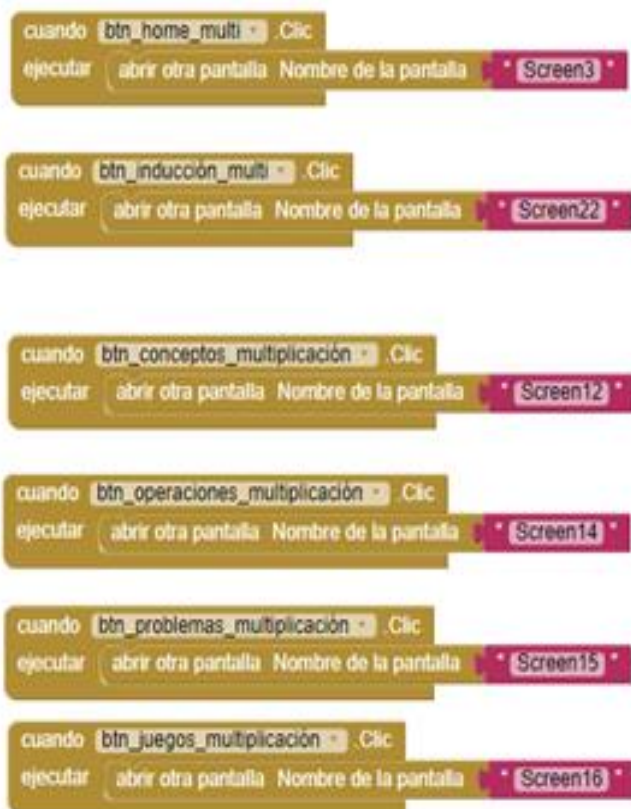 cuando btn_home_multi .Clic
ejecutar abrir otra pantalla Nombre de la pantalla " Screen3 "
cuando btn_inducción_multi .Clic
ejecutar abrir otra pantalla Nombre de la pantalla " Screen22 "
cuando btn_conceptos_multiplicación .Clic
ejecutar abrir otra pantalla Nombre de la pantalla " Screen12 "
cuando btn_operaciones_multiplicación .Clic
ejecutar abrir otra pantalla Nombre de la pantalla " Screen14 "
cuando btn_problemas_multiplicación .Clic
ejecutar abrir otra pantalla Nombre de la pantalla " Screen15 "
cuando btn_juegos_multiplicación .Clic
ejecutar abrir otra pantalla Nombre de la pantalla " Screen16 "